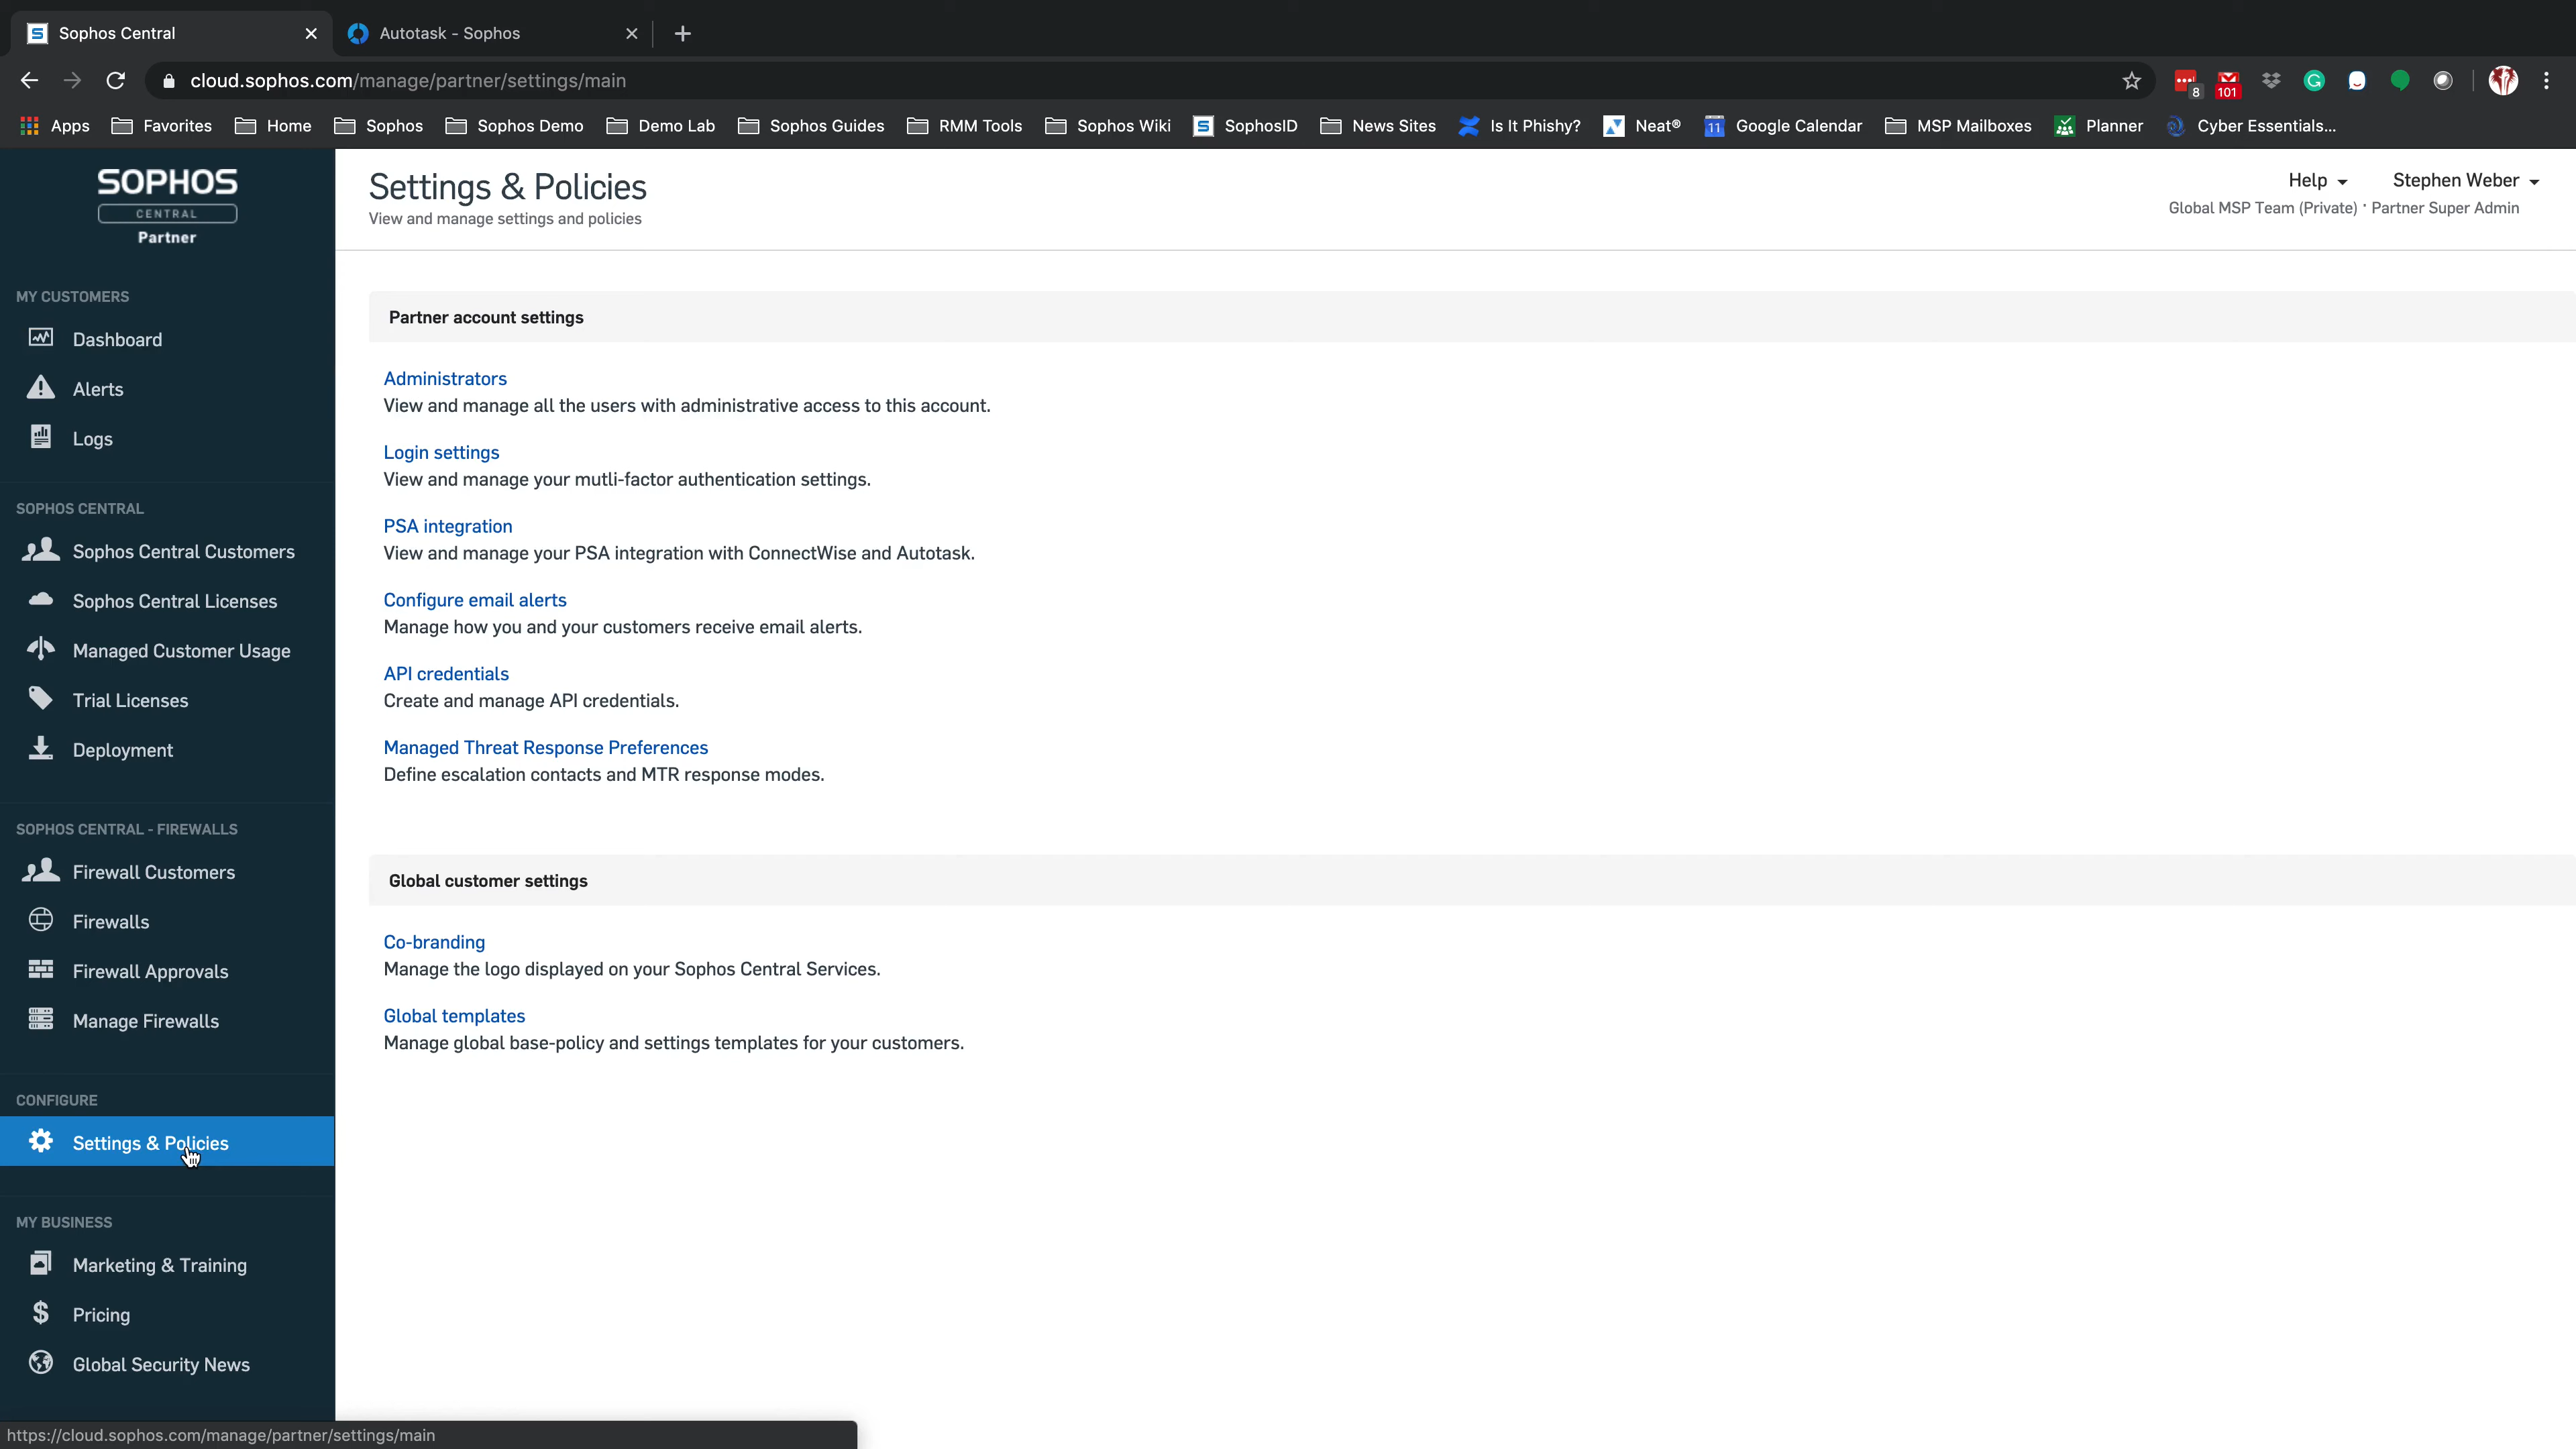 Sophos Central
Autotask - Sophos
cloud.sophos.com/manage/partner/settings/main
8
101
Apps
Favorites
Home
Sophos
Sophos Demo
Demo Lab
Sophos Guides
RMM Tools
Sophos Wiki
SophosID
News Sites
Is It Phishy?
Neat®
11
Google Calendar
MSP Mailboxes
Planner
Cyber Essentials...
SOPHOS
CENTRAL
Partner
MY CUSTOMERS
Dashboard
Alerts
Logs
SOPHOS CENTRAL
Sophos Central Customers
Sophos Central Licenses
Managed Customer Usage
Trial Licenses
Deployment
SOPHOS CENTRAL - FIREWALLS
Firewall Customers
Firewalls
Firewall Approvals
Manage Firewalls
CONFIGURE
Settings & Policies
MY BUSINESS
Marketing & Training
Pricing
Global Security News
Settings & Policies
View and manage settings and policies
Help
Stephen Weber
Global MSP Team (Private) · Partner Super Admin
Partner account settings
Administrators
View and manage all the users with administrative access to this account.
Login settings
View and manage your mutli-factor authentication settings.
PSA integration
View and manage your PSA integration with ConnectWise and Autotask.
Configure email alerts
Manage how you and your customers receive email alerts.
API credentials
Create and manage API credentials.
Managed Threat Response Preferences
Define escalation contacts and MTR response modes.
Global customer settings
Co-branding
Manage the logo displayed on your Sophos Central Services.
Global templates
Manage global base-policy and settings templates for your customers.
https://cloud.sophos.com/manage/partner/settings/main